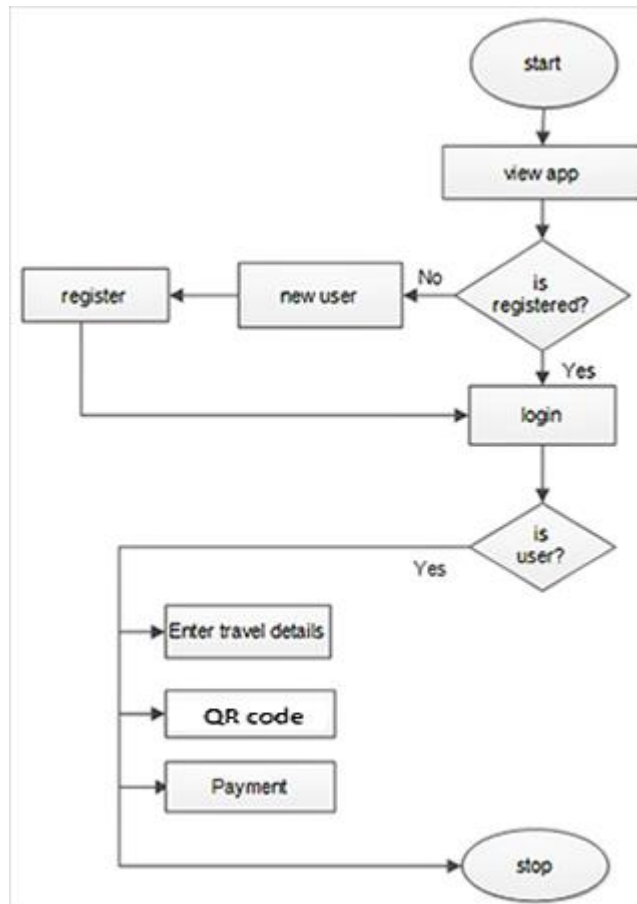 start
view app
is
registered?
No
new user
register
Yes
login
is
user?
Yes
Enter travel details
QR code
Payment
stop